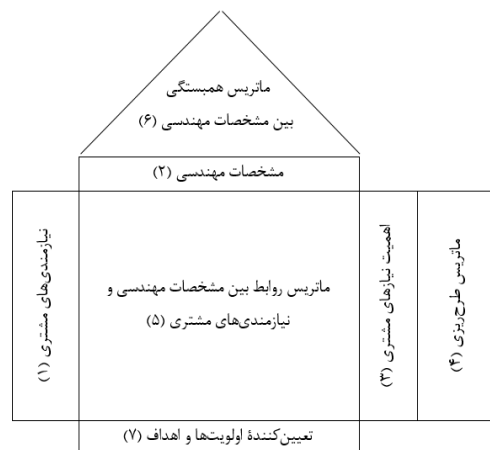 ماتریس همبستگی
بین مشخصات مهندسی (۶)
مشخصات مهندسی (۲)
نیازمندی‌های مشتری (۱)
ماتریس روابط بین مشخصات مهندسی و
نیازمندی‌های مشتری (۵)
اهمیت نیازهای مشتری (۳)
ماتریس طرح‌ریزی (۴)
تعیین‌کنندۀ اولویت‌ها و اهداف (۷)